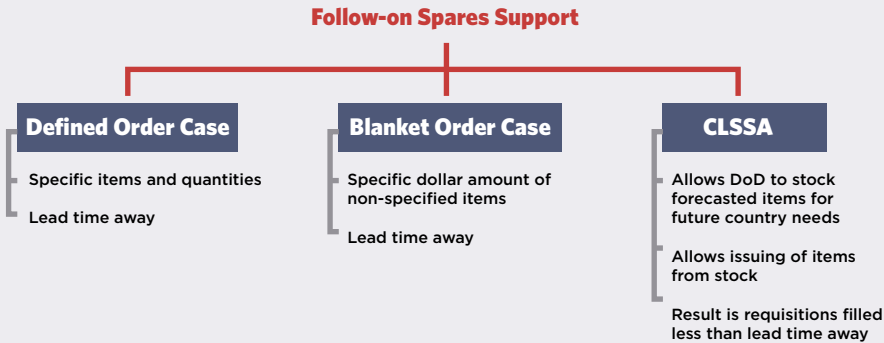 Follow-on Spares Support
Defined Order Case
Specific items and quantities
Lead time away
Blanket Order Case
Specific dollar amount of
non-specified items
Lead time away
CLSSA
Allows DoD to stock
forecasted items for
future country needs
Allows issuing of items
from stock
Result is requisitions filled
less than lead time away